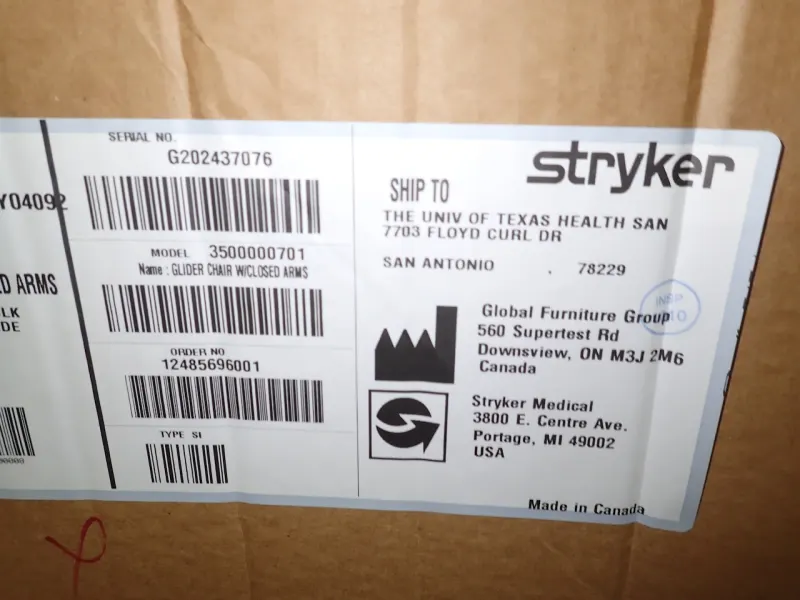 Y04092
D ARMS
LK
DE
SERIAL NO.
G202437076
MODEL 3500000701
Name : GLIDER CHAIR W/CLOSED ARMS
ORDER NO
12485696001
TYPE SI
stryker
SHIP TO
THE UNIV OF TEXAS HEALTH SAN
7703 FLOYD CURL DR
SAN ANTONIO . 78229
INSP
Global Furniture Group
560 Supertest Rd
Downsview, ON M3J 2M6
Canada
Stryker Medical
3800 E. Centre Ave.
Portage, MI 49002
USA
Made in Canada